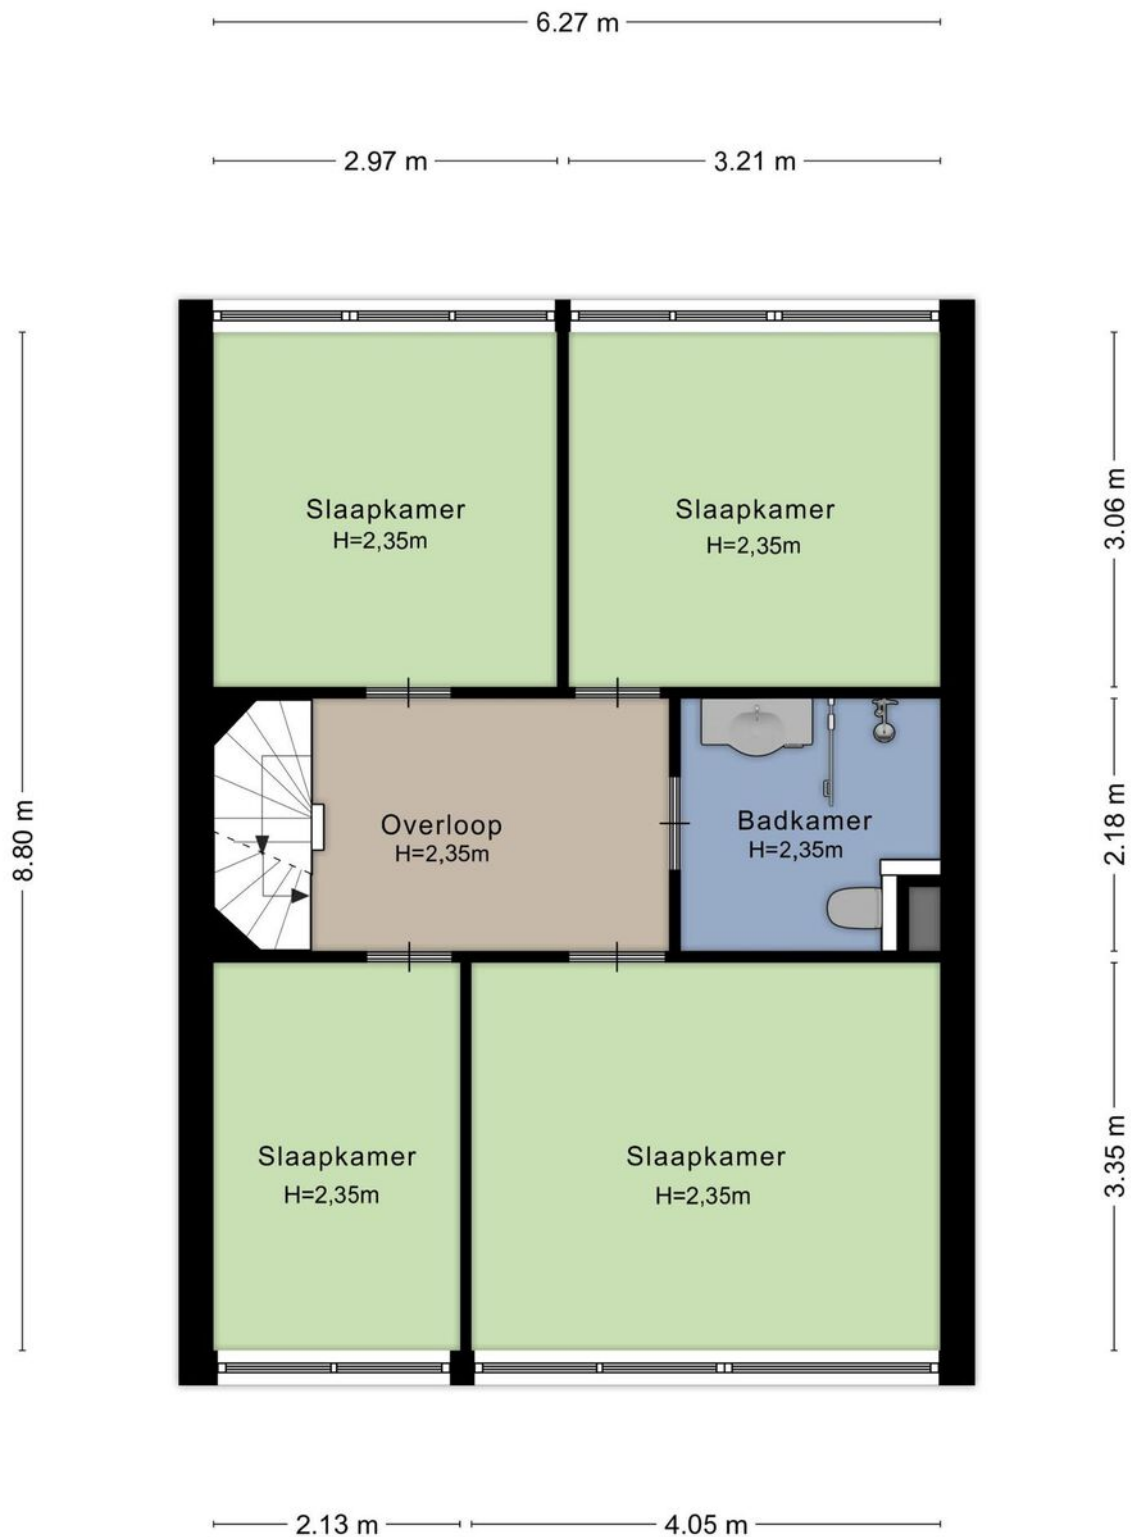 6.27 m
2.97 m
3.21 m
Slaapkamer
H=2,35m
Slaapkamer
H=2,35m
3.06 m
8.80 m
Overloop
H=2,35m
Badkamer
H=2,35m
2.18 m
Slaapkamer
H=2,35m
Slaapkamer
H=2,35m
3.35 m
2.13 m
4.05 m